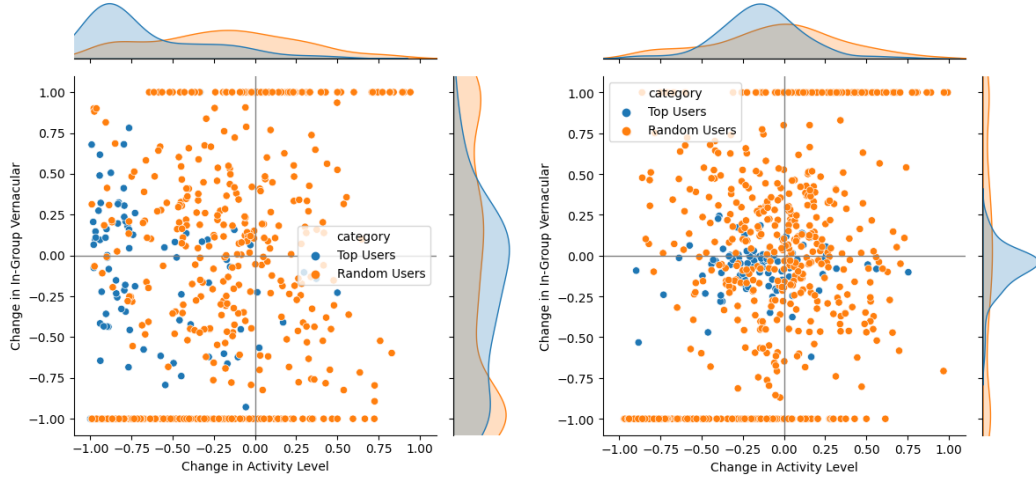 1.00
0.75
0.50
0.25
0.00
−0.25
−0.50
−0.75
−1.00
Change in In-Group Vernacular
category
Top Users
Random Users
−1.00 −0.75 −0.50 −0.25 0.00 0.25 0.50 0.75 1.00
Change in Activity Level
1.00
0.75
0.50
0.25
0.00
−0.25
−0.50
−0.75
−1.00
Change in In-Group Vernacular
category
Top Users
Random Users
−1.00 −0.75 −0.50 −0.25 0.00 0.25 0.50 0.75 1.00
Change in Activity Level